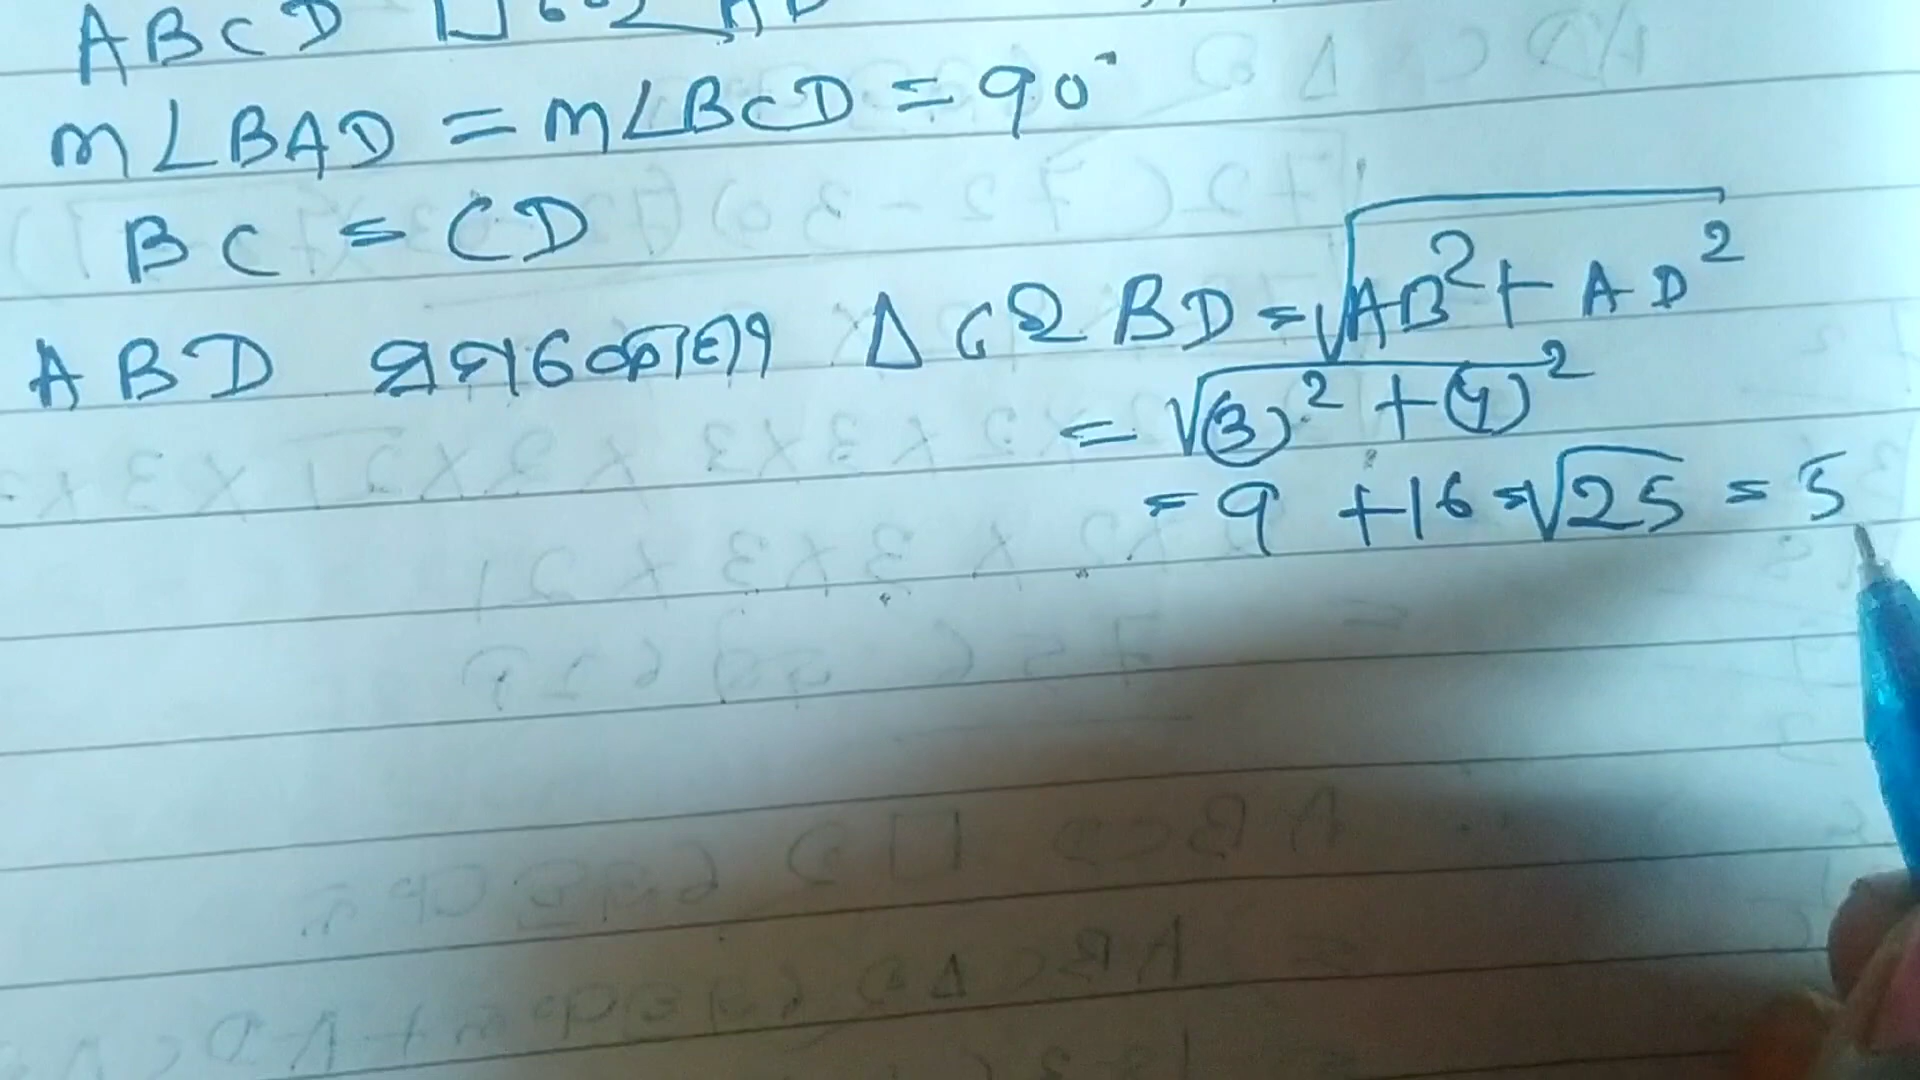 ABCD
m∠BAD = m∠BCD = 90°
BC = CD
ABD ସମକୋଣୀ Δ ରେ BD = √AB² + AD²
= √(3)² + (4)²
= 9 + 16 = √25 = 5